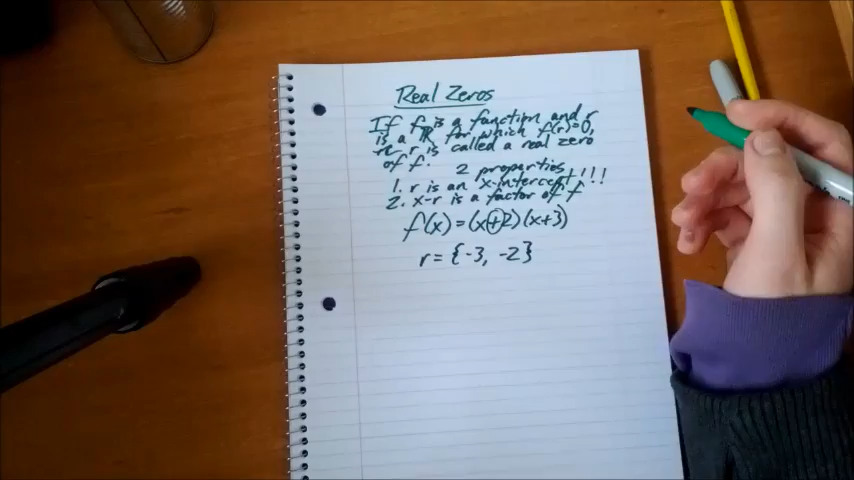 Real Zeros
If f is a function and r
is a ℝ for which f(r)=0,
r is called a real zero
of f.
2 properties!!!
1. r is an x-intercept
2. x-r is a factor of f
f(x)=(x+2)(x+3)
r={-3, -2}